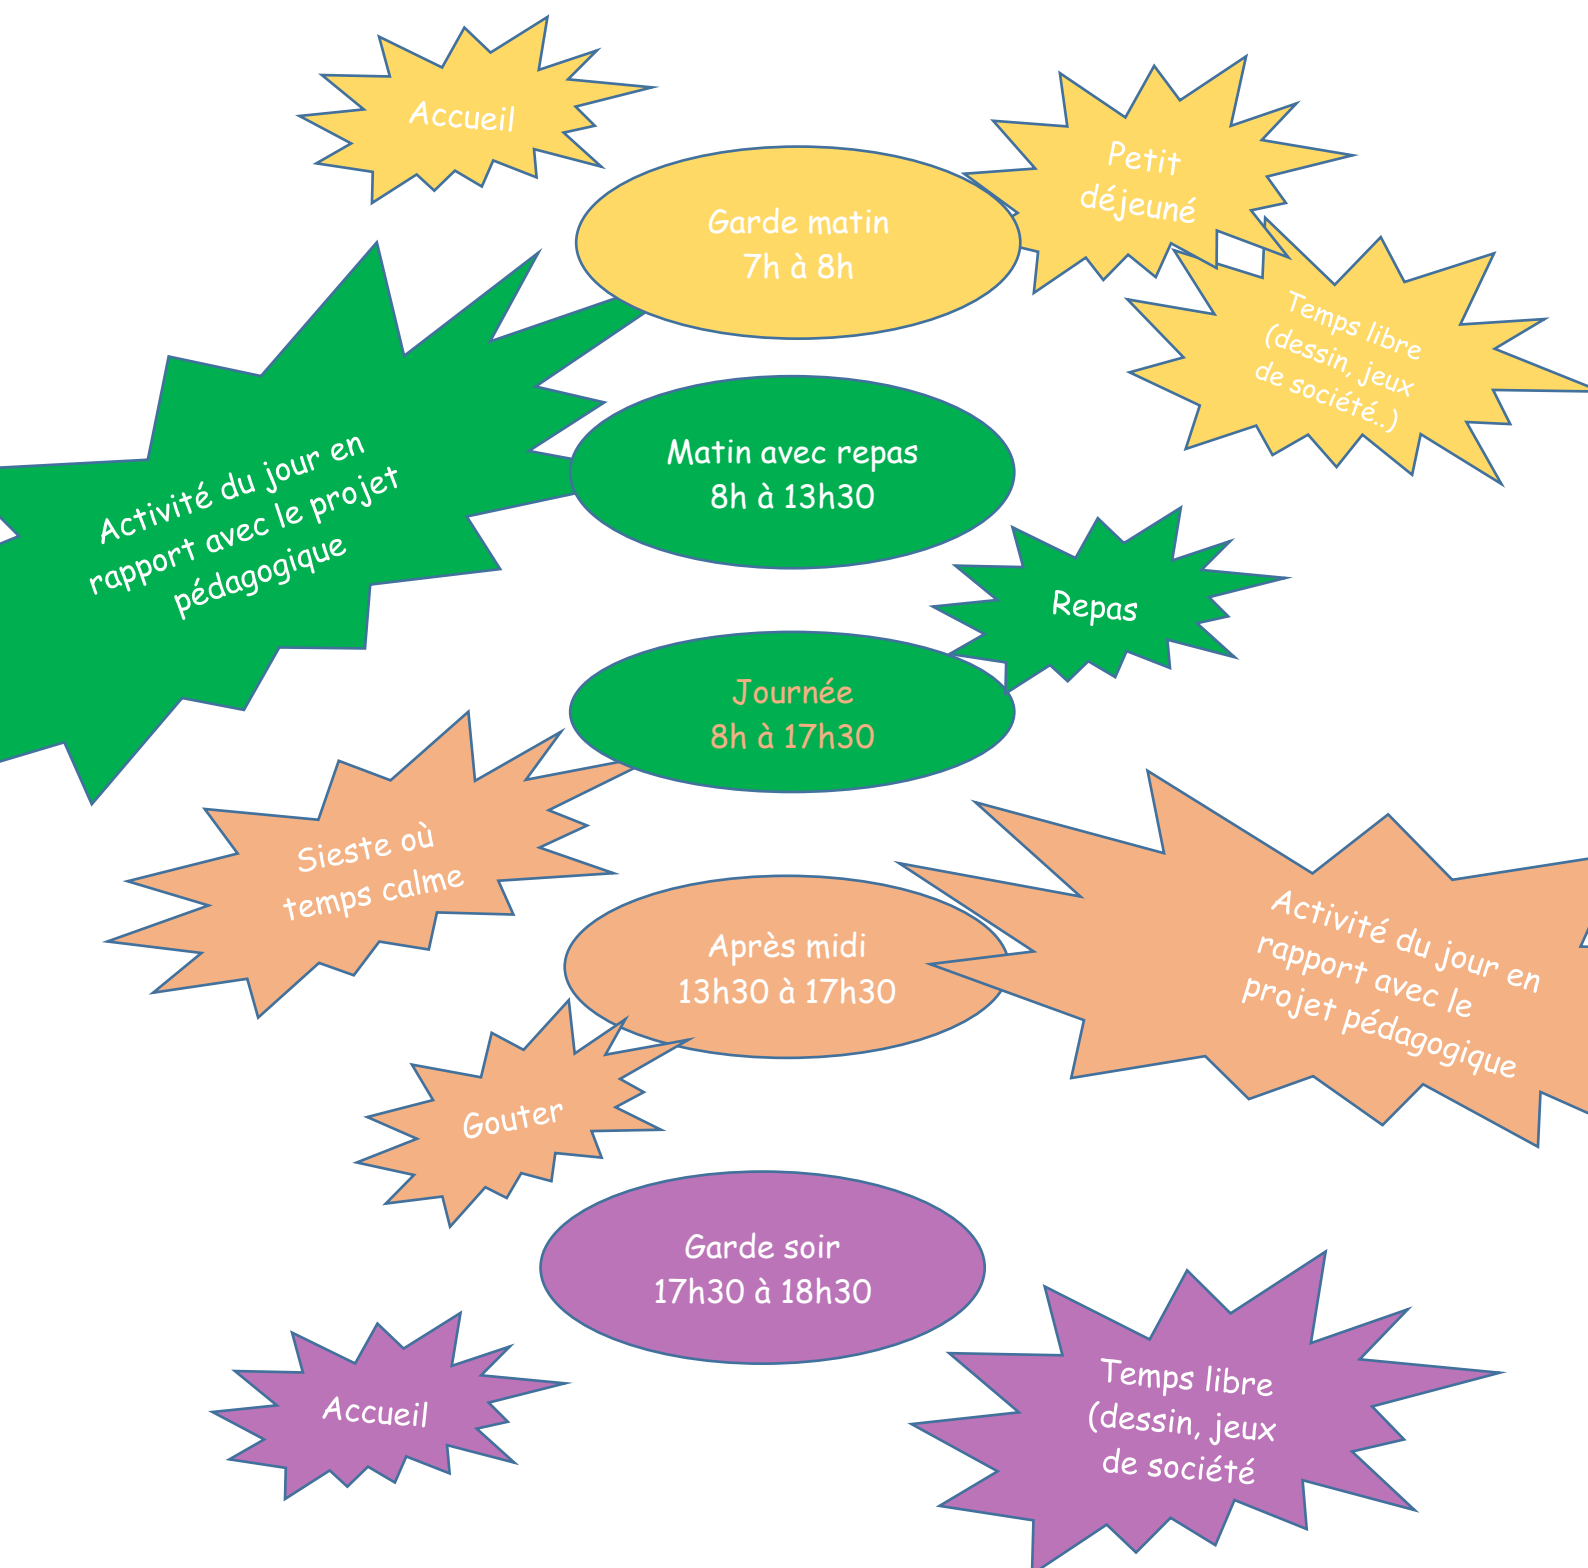 Accueil
Petit
déjeuné
Garde matin
7h à 8h
Temps libre
(dessin, jeux
de société..)
Matin avec repas
8h à 13h30
Activité du jour en
rapport avec le projet
pédagogique
Repas
Journée
8h à 17h30
Sieste où
temps calme
Après midi
13h30 à 17h30
Activité du jour en
rapport avec le
projet pédagogique
Gouter
Garde soir
17h30 à 18h30
Accueil
Temps libre
(dessin, jeux
de société